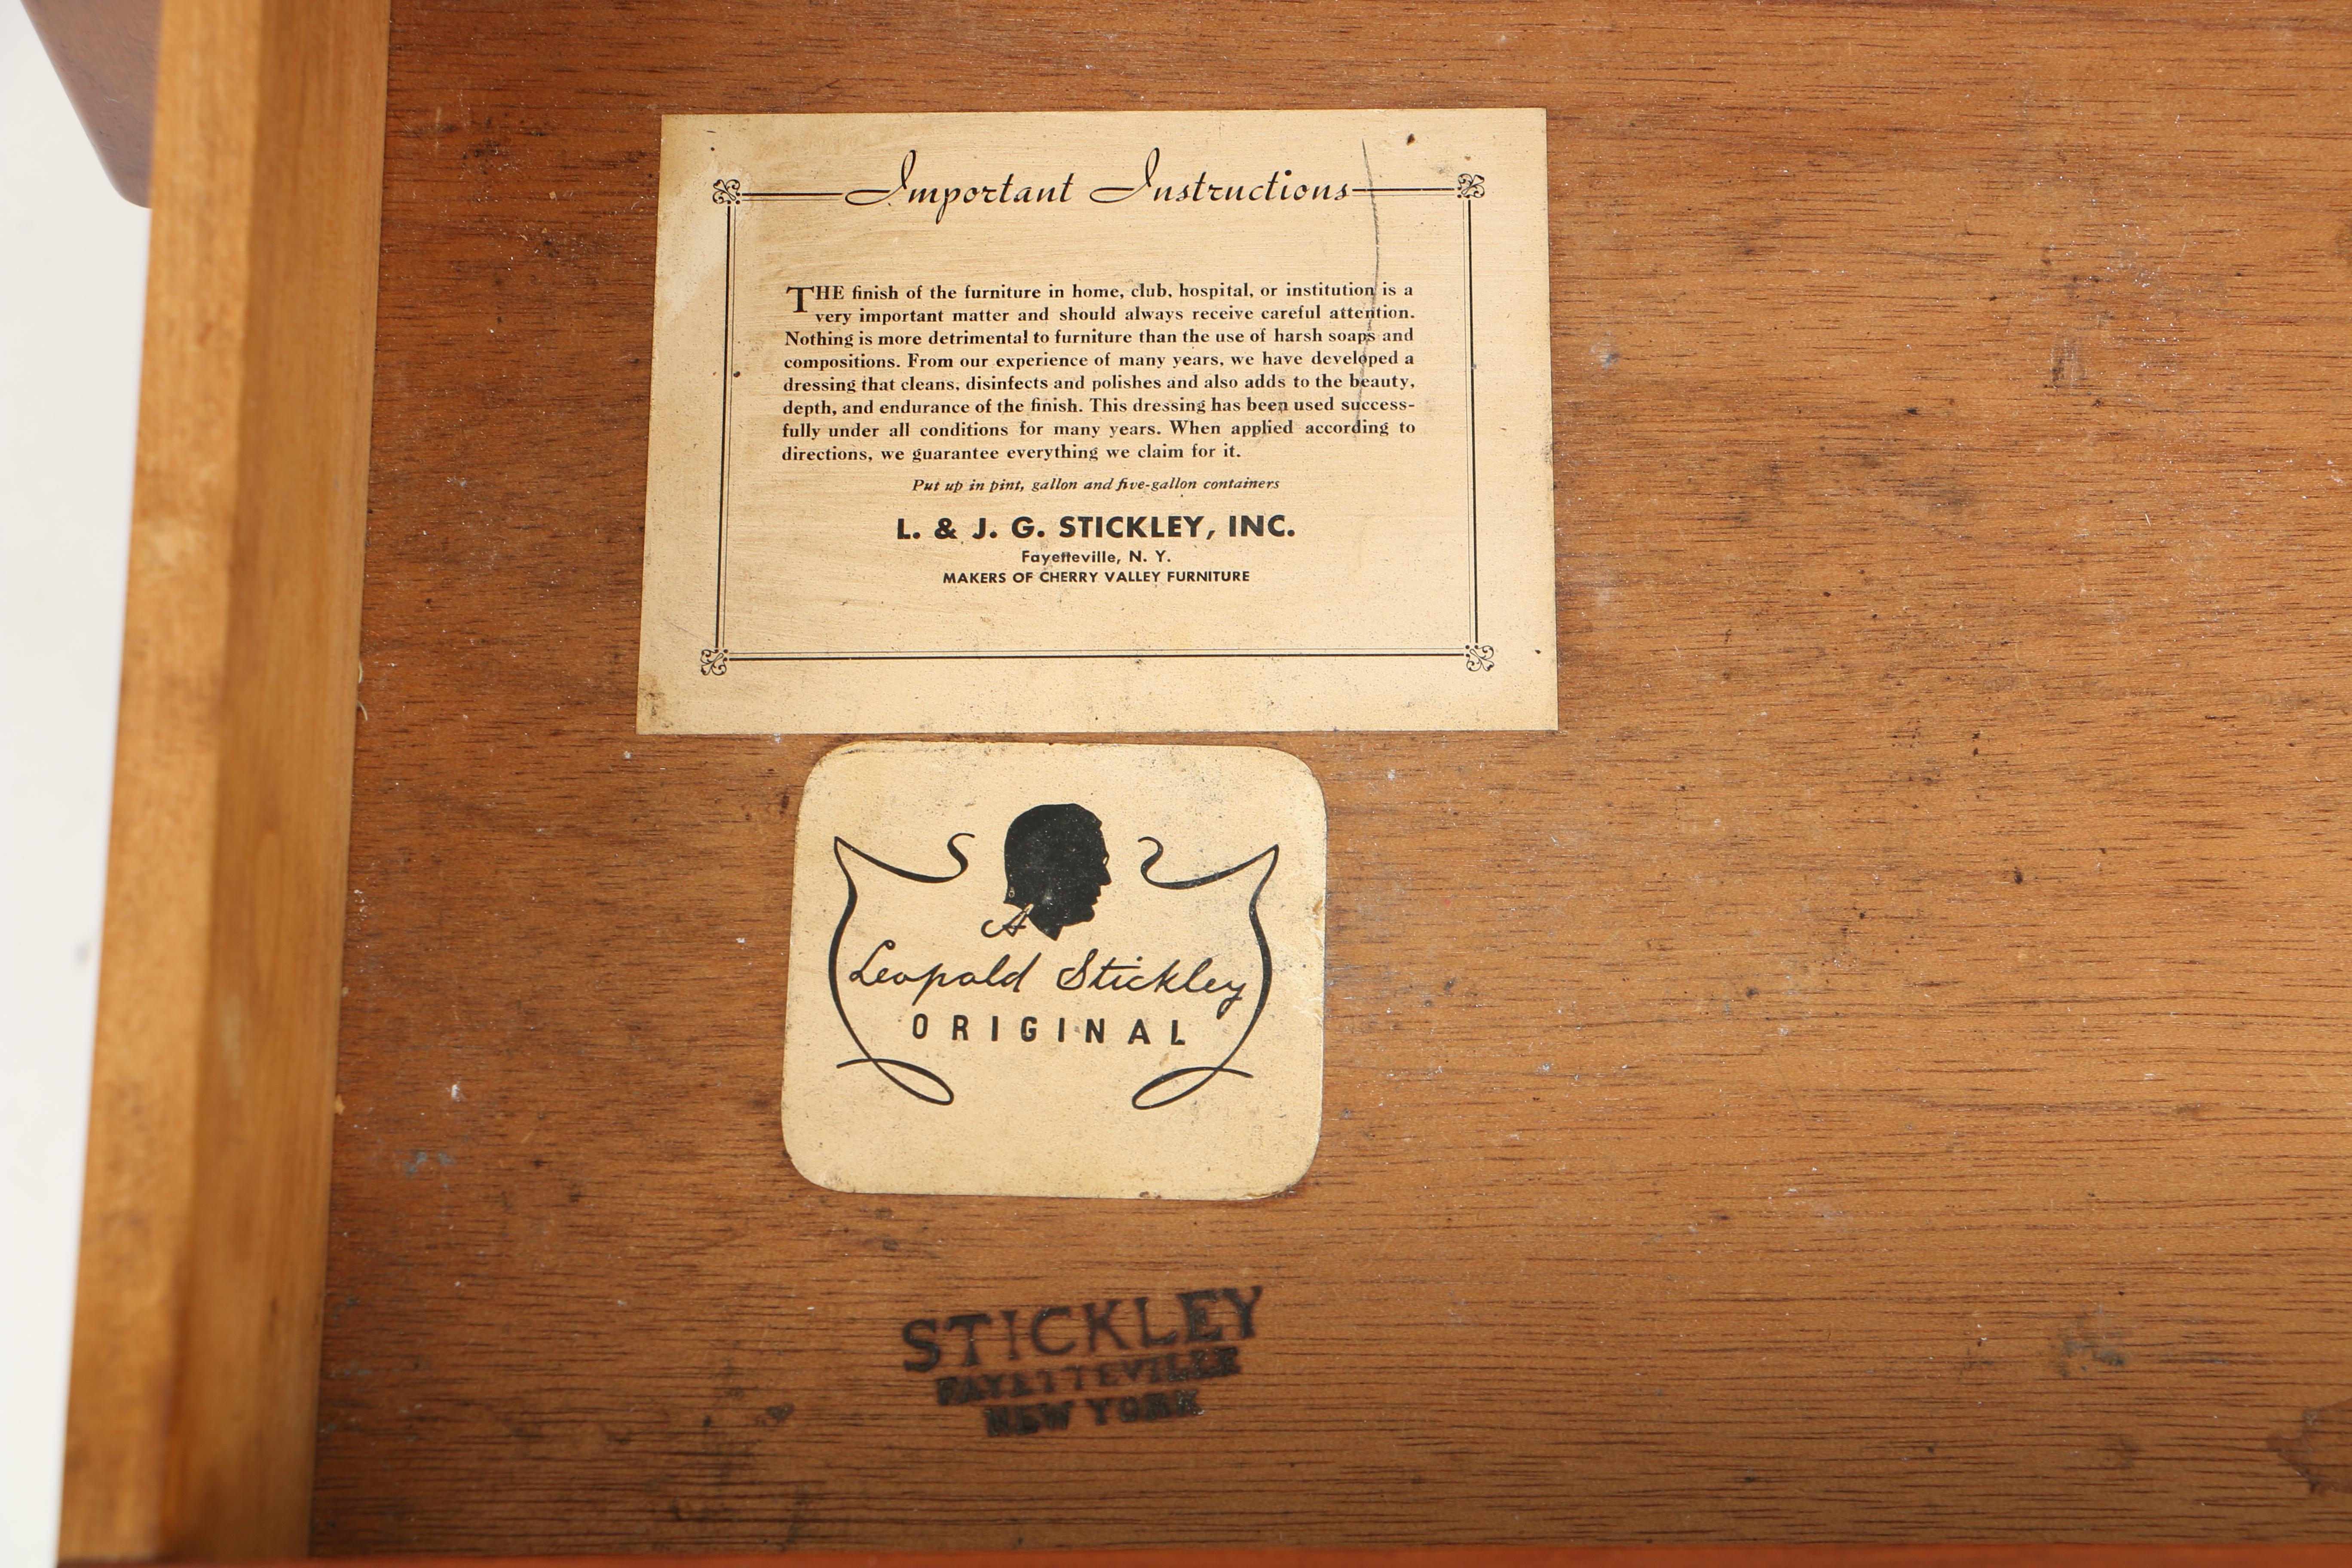 Important Instructions
THE finish of the furniture in home, club, hospital, or institution is a
very important matter and should always receive careful attention.
Nothing is more detrimental to furniture than the use of harsh soaps and
compositions. From our experience of many years, we have developed a
dressing that cleans, disinfects and polishes and also adds to the beauty,
depth, and endurance of the finish. This dressing has been used success-
fully under all conditions for many years. When applied according to
directions, we guarantee everything we claim for it.
Put up in pint, gallon and five-gallon containers
L. & J. G. STICKLEY, INC.
Fayetteville, N. Y.
MAKERS OF CHERRY VALLEY FURNITURE
A
Leopold Stickley
ORIGINAL
STICKLEY
FAYETTEVILLE
NEW YORK